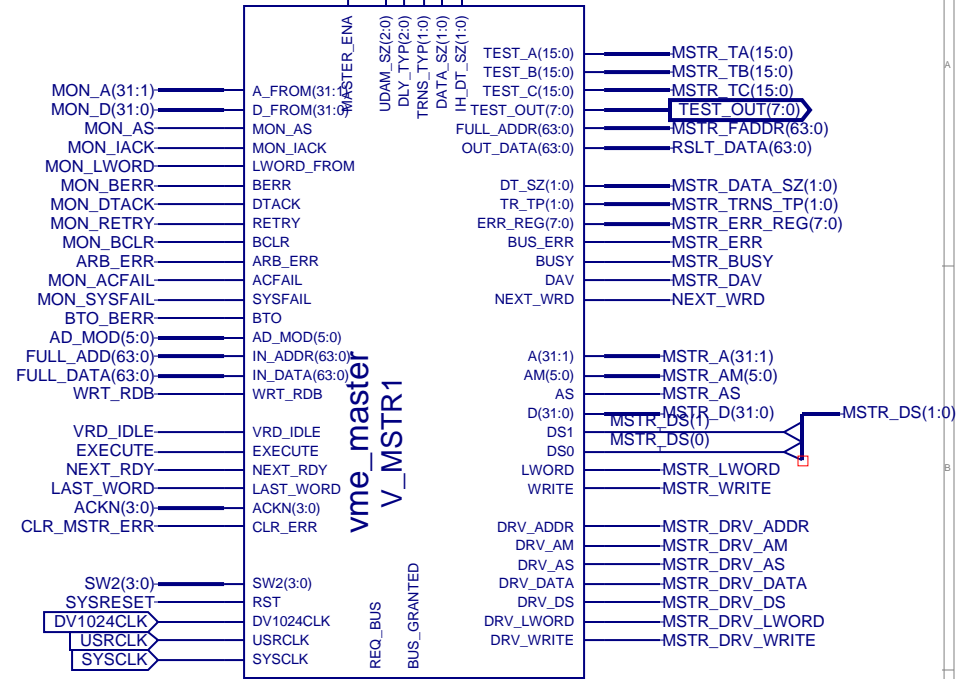 MASTER_ENA
UDAM_SZ(2:0)
DLY_TYP(2:0)
TRNS_TYP(1:0)
DATA_SZ(1:0)
IH_DT_SZ(1:0)
MON_A(31:1) A_FROM(31:1)
MON_D(31:0) D_FROM(31:0)
MON_AS MON_AS
MON_IACK MON_IACK
MON_LWORD LWORD_FROM
MON_BERR BERR
MON_DTACK DTACK
MON_RETRY RETRY
MON_BCLR BCLR
ARB_ERR ARB_ERR
MON_ACFAIL ACFAIL
MON_SYSFAIL SYSFAIL
BTO_BERR BTO
AD_MOD(5:0) AD_MOD(5:0)
FULL_ADD(63:0) IN_ADDR(63:0)
FULL_DATA(63:0) IN_DATA(63:0)
WRT_RDB WRT_RDB
VRD_IDLE VRD_IDLE
EXECUTE EXECUTE
NEXT_RDY NEXT_RDY
LAST_WORD LAST_WORD
ACKN(3:0) ACKN(3:0)
CLR_MSTR_ERR CLR_ERR
SW2(3:0) SW2(3:0)
SYSRESET RST
DV1024CLK DV1024CLK
USRCLK USRCLK
SYSCLK SYSCLK
vme_master
V_MSTR1
REQ_BUS
BUS_GRANTED
TEST_A(15:0) MSTR_TA(15:0)
TEST_B(15:0) MSTR_TB(15:0)
TEST_C(15:0) MSTR_TC(15:0)
TEST_OUT(7:0) TEST_OUT(7:0)
FULL_ADDR(63:0) MSTR_FADDR(63:0)
OUT_DATA(63:0) RSLT_DATA(63:0)
DT_SZ(1:0) MSTR_DATA_SZ(1:0)
TR_TP(1:0) MSTR_TRNS_TP(1:0)
ERR_REG(7:0) MSTR_ERR_REG(7:0)
BUS_ERR MSTR_ERR
BUSY MSTR_BUSY
DAV MSTR_DAV
NEXT_WRD NEXT_WRD
A(31:1) MSTR_A(31:1)
AM(5:0) MSTR_AM(5:0)
AS MSTR_AS
D(31:0) MSTR_D(31:0) MSTR_DS(1:0)
DS1 MSTR_DS(1)
DS0 MSTR_DS(0)
LWORD MSTR_LWORD
WRITE MSTR_WRITE
DRV_ADDR MSTR_DRV_ADDR
DRV_AM MSTR_DRV_AM
DRV_AS MSTR_DRV_AS
DRV_DATA MSTR_DRV_DATA
DRV_DS MSTR_DRV_DS
DRV_LWORD MSTR_DRV_LWORD
DRV_WRITE MSTR_DRV_WRITE
A
B